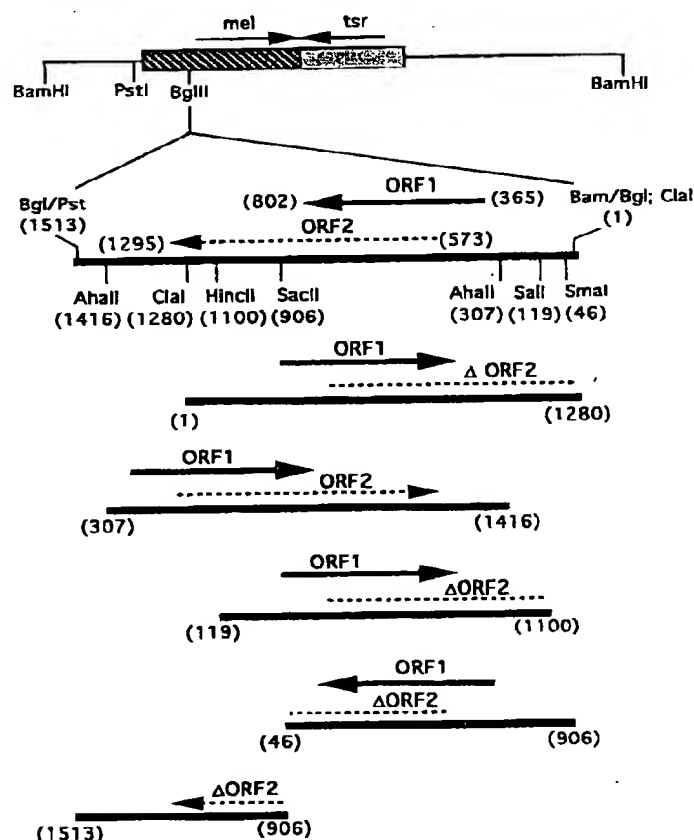 mel tsr
BamHI PstI BglII BamHI
Bgl/Pst (802) ORF1 (365) Bam/Bgl; ClaI
(1513) (1)
(1295) ORF2 (573)
AhaII ClaI HincII SacII AhaII SalI SmaI
(1416) (1280) (1100) (906) (307) (119) (46)
ORF1
Δ ORF2
(1) (1280)
ORF1
ORF2
(307) (1416)
ORF1
ΔORF2
(119) (1100)
ORF1
ΔORF2
(46) (906)
ΔORF2
(1513) (906)